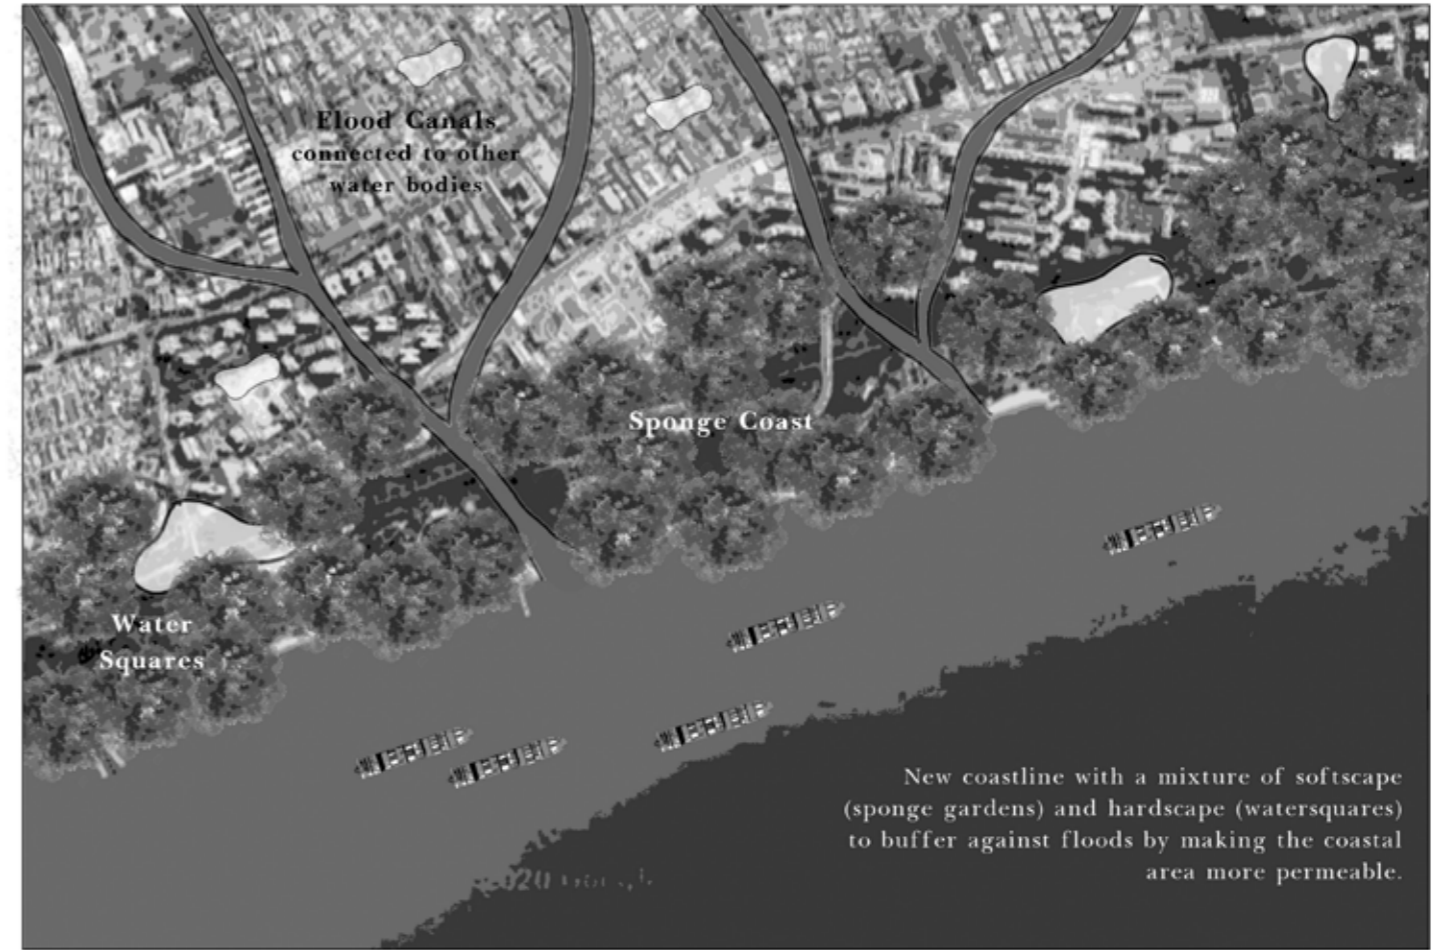 Flood Canals
connected to other
water bodies
Sponge Coast
Water
Squares
New coastline with a mixture of softscape
(sponge gardens) and hardscape (watersquares)
to buffer against floods by making the coastal
area more permeable.